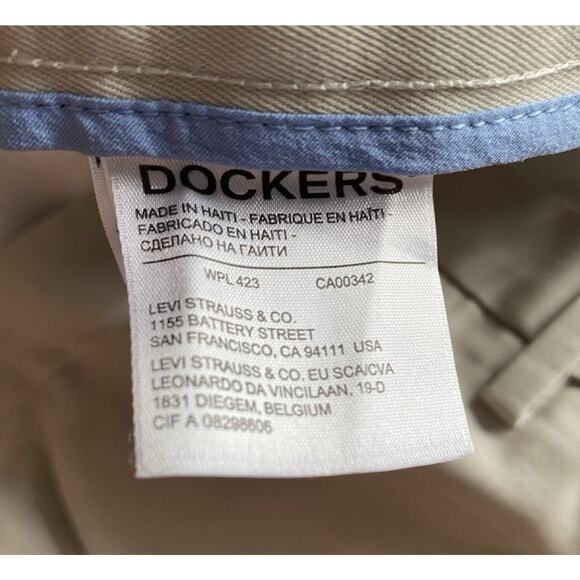 DOCKERS
MADE IN HAITI - FABRIQUE EN HAÏTI -
FABRICADO EN HAITI -
СДЕЛАНО НА ГАИТИ
WPL 423 CA00342
LEVI STRAUSS & CO.
1155 BATTERY STREET
SAN FRANCISCO, CA 94111 USA
LEVI STRAUSS & CO. EU SCA/CVA
LEONARDO DA VINCILAAN, 19-D
1831 DIEGEM, BELGIUM
CIF A 08298606